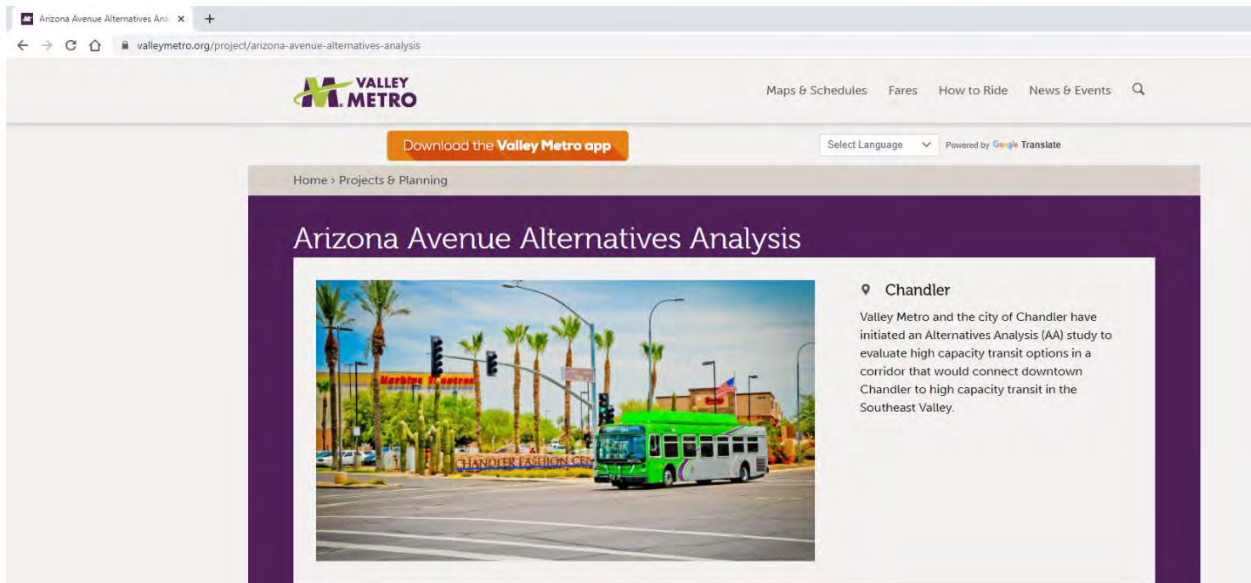 Arizona Avenue Alternatives Ana
valleymetro.org/project/arizona-avenue-alternatives-analysis
VALLEY
METRO
Maps & Schedules Fares How to Ride News & Events
Download the Valley Metro app
Select Language Powered by Google Translate
Home › Projects & Planning
Arizona Avenue Alternatives Analysis
Chandler
Valley Metro and the city of Chandler have
initiated an Alternatives Analysis (AA) study to
evaluate high capacity transit options in a
corridor that would connect downtown
Chandler to high capacity transit in the
Southeast Valley.
Harkins Theatres
CHANDLER FASHION CE